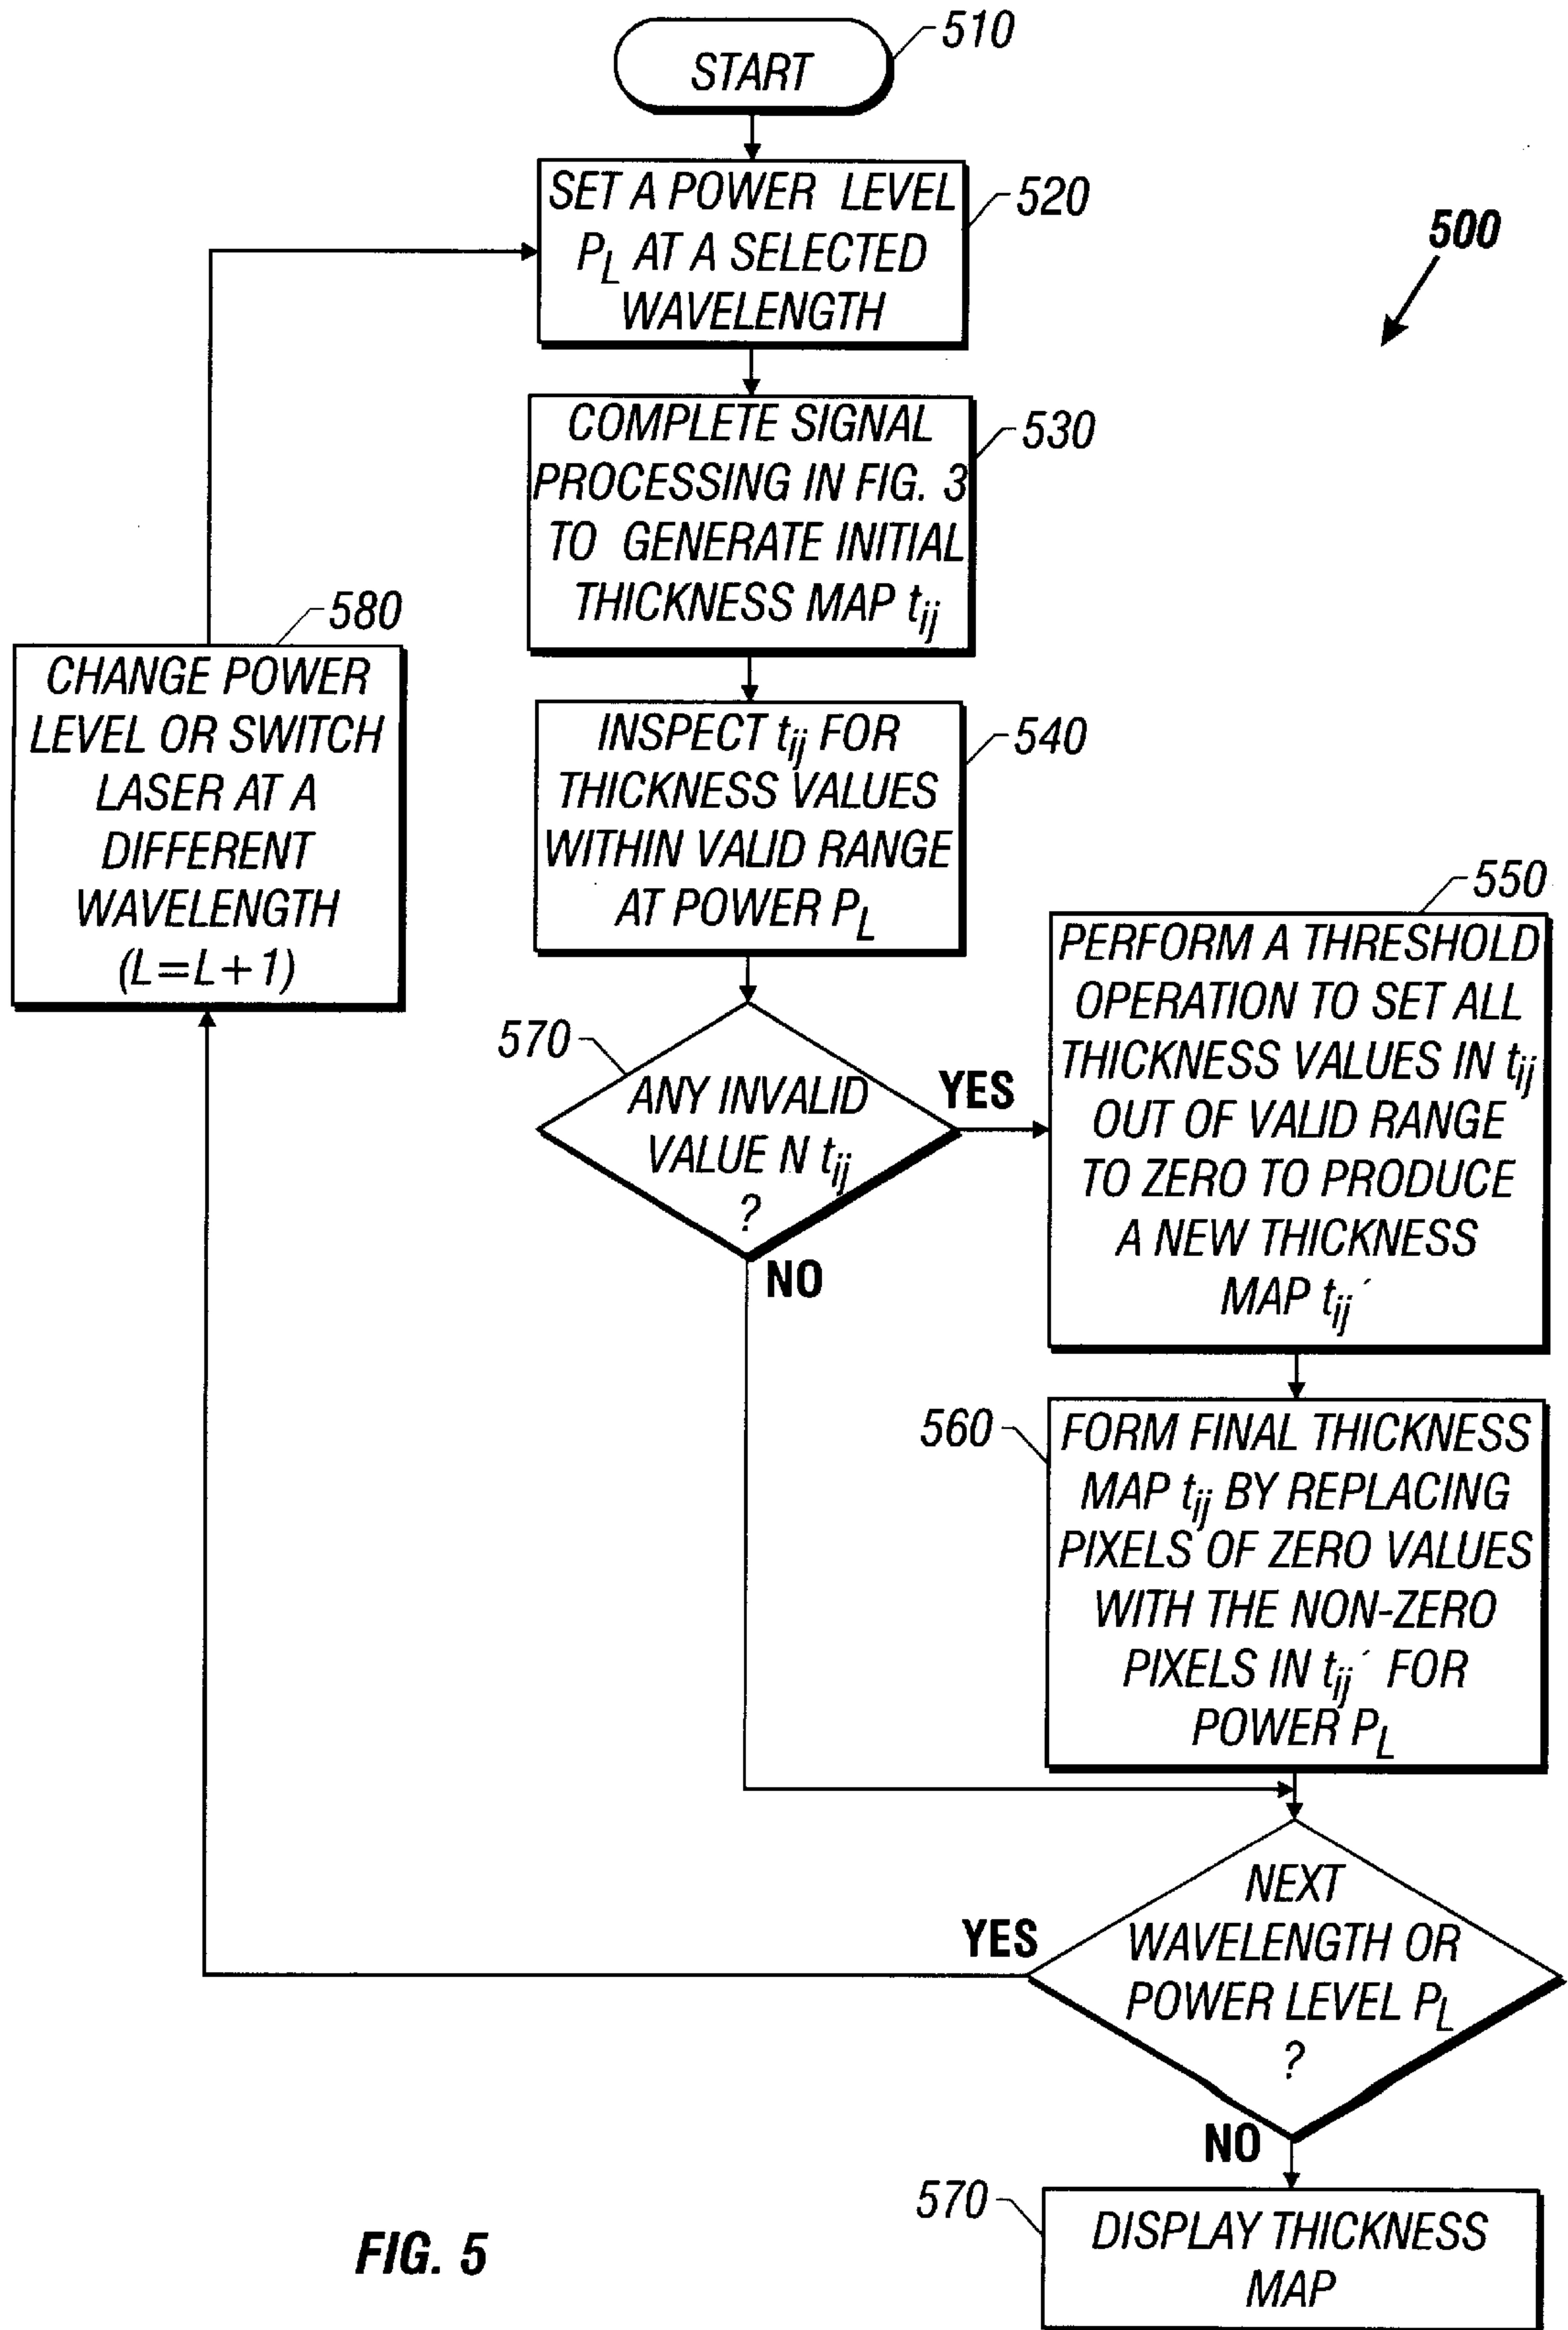 START
510
SET A POWER LEVEL
P_L AT A SELECTED
WAVELENGTH
520
500
COMPLETE SIGNAL
PROCESSING IN FIG. 3
TO GENERATE INITIAL
THICKNESS MAP t_ij
530
580
CHANGE POWER
LEVEL OR SWITCH
LASER AT A
DIFFERENT
WAVELENGTH
(L=L+1)
INSPECT t_ij FOR
THICKNESS VALUES
WITHIN VALID RANGE
AT POWER P_L
540
570
ANY INVALID
VALUE N t_ij
?
YES
NO
550
PERFORM A THRESHOLD
OPERATION TO SET ALL
THICKNESS VALUES IN t_ij
OUT OF VALID RANGE
TO ZERO TO PRODUCE
A NEW THICKNESS
MAP t_ij´
560
FORM FINAL THICKNESS
MAP t_ij BY REPLACING
PIXELS OF ZERO VALUES
WITH THE NON-ZERO
PIXELS IN t_ij´ FOR
POWER P_L
NEXT
WAVELENGTH OR
POWER LEVEL P_L
?
YES
NO
570
DISPLAY THICKNESS
MAP
FIG. 5